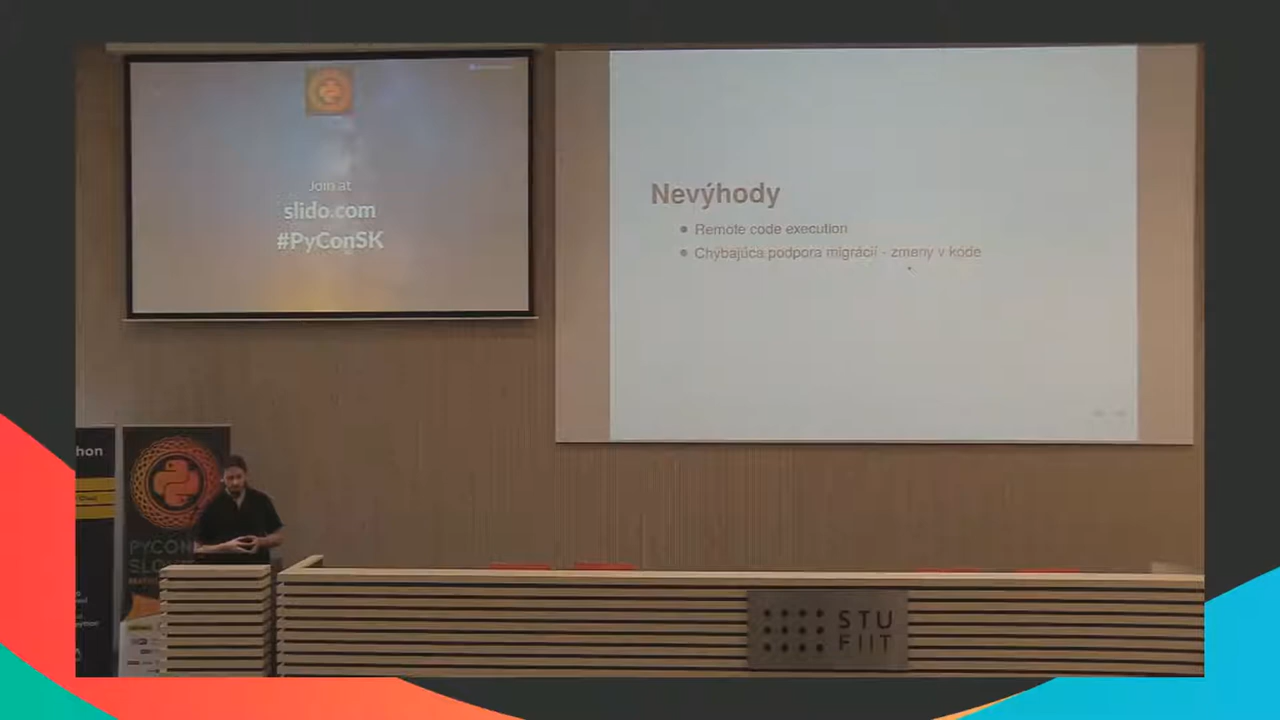 Join at
slido.com
#PyConSK
Nevýhody
Remote code execution
Chýbajúca podpora migrácií - zmeny v kóde
hon
PYCON
STU
FIIT